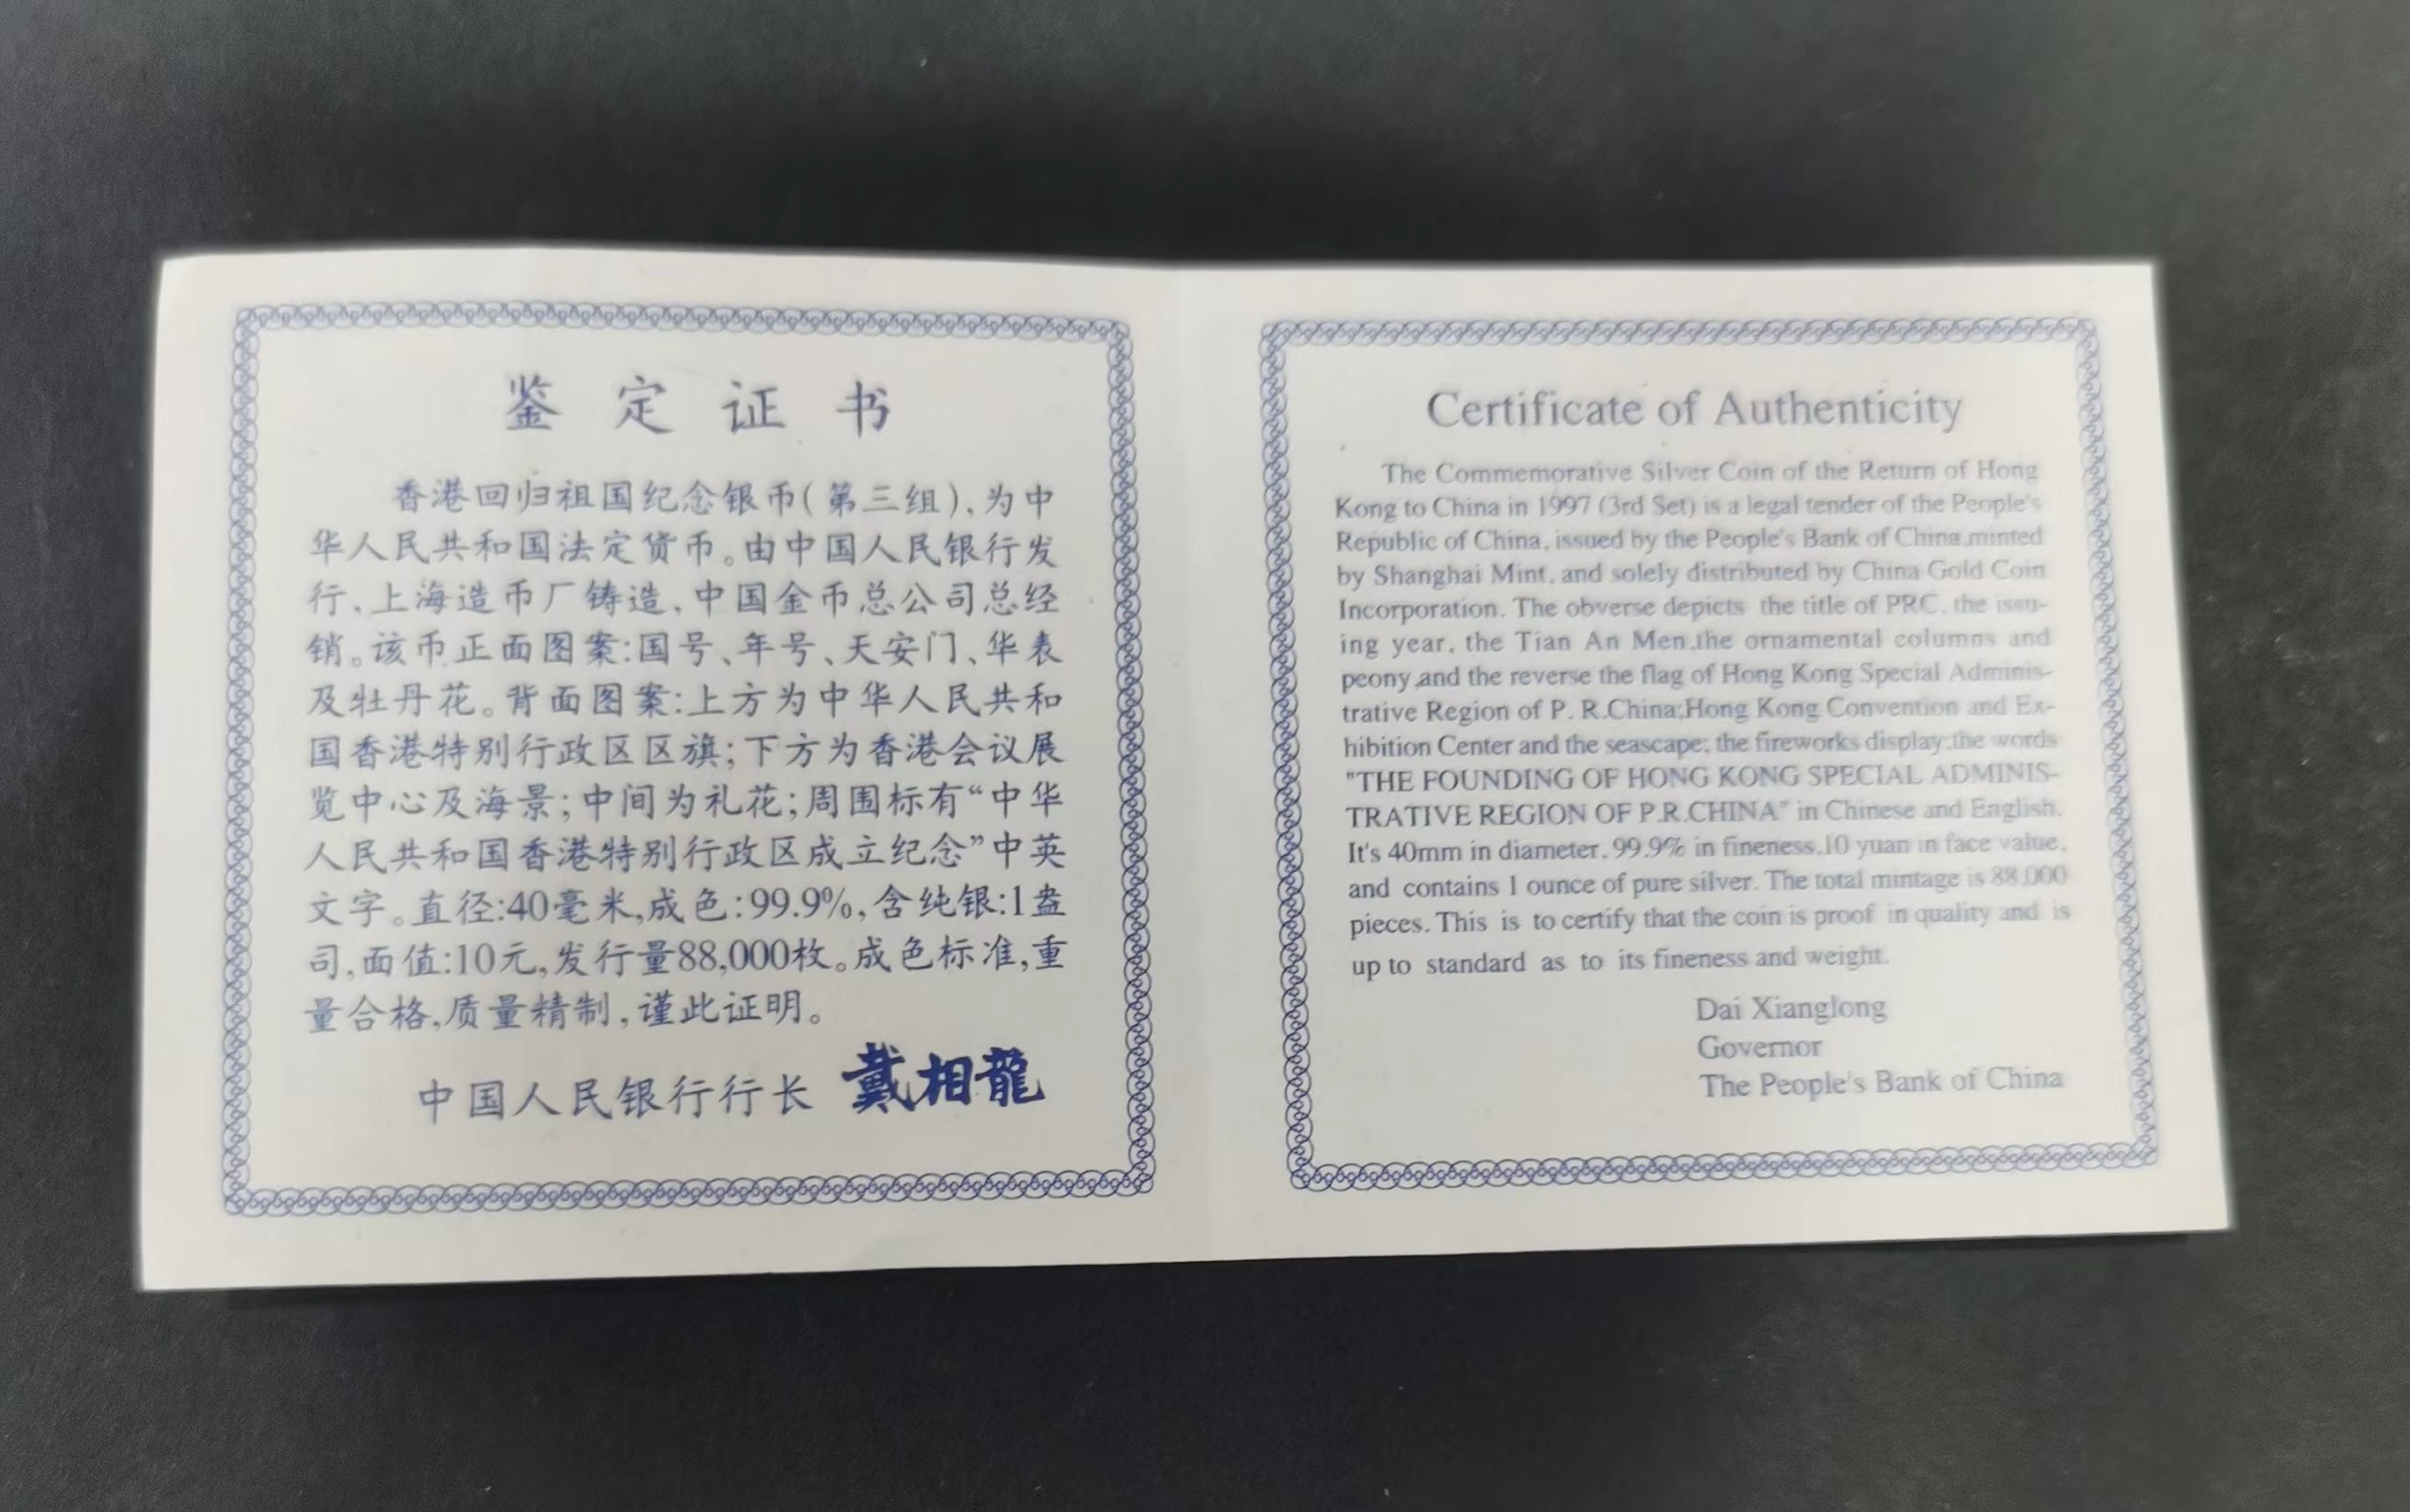 鉴定证书
香港回归祖国纪念银币(第三组),为中
华人民共和国法定货币。由中国人民银行发
行,上海造币厂铸造,中国金币总公司总经
销。该币正面图案:国号、年号、天安门、华表
及牡丹花。背面图案:上方为中华人民共和
国香港特别行政区区旗;下方为香港会议展
览中心及海景;中间为礼花;周围标有“中华
人民共和国香港特别行政区成立纪念”中英
文字。直径:40毫米,成色:99.9%,含纯银:1盎
司,面值:10元,发行量88,000枚。成色标准,重
量合格,质量精制,谨此证明。
中国人民银行行长 戴相龍
Certificate of Authenticity
The Commemorative Silver Coin of the Return of Hong
Kong to China in 1997 (3rd Set) is a legal tender of the People's
Republic of China, issued by the People's Bank of China,minted
by Shanghai Mint, and solely distributed by China Gold Coin
Incorporation. The obverse depicts the title of PRC, the issu-
ing year, the Tian An Men,the ornamental columns and
peony,and the reverse the flag of Hong Kong Special Adminis-
trative Region of P. R.China;Hong Kong Convention and Ex-
hibition Center and the seascape; the fireworks display;the words
"THE FOUNDING OF HONG KONG SPECIAL ADMINIS-
TRATIVE REGION OF P.R.CHINA" in Chinese and English.
It's 40mm in diameter, 99.9% in fineness,10 yuan in face value,
and contains 1 ounce of pure silver. The total mintage is 88,000
pieces. This is to certify that the coin is proof in quality and is
up to standard as to its fineness and weight.
Dai Xianglong
Governor
The People's Bank of China